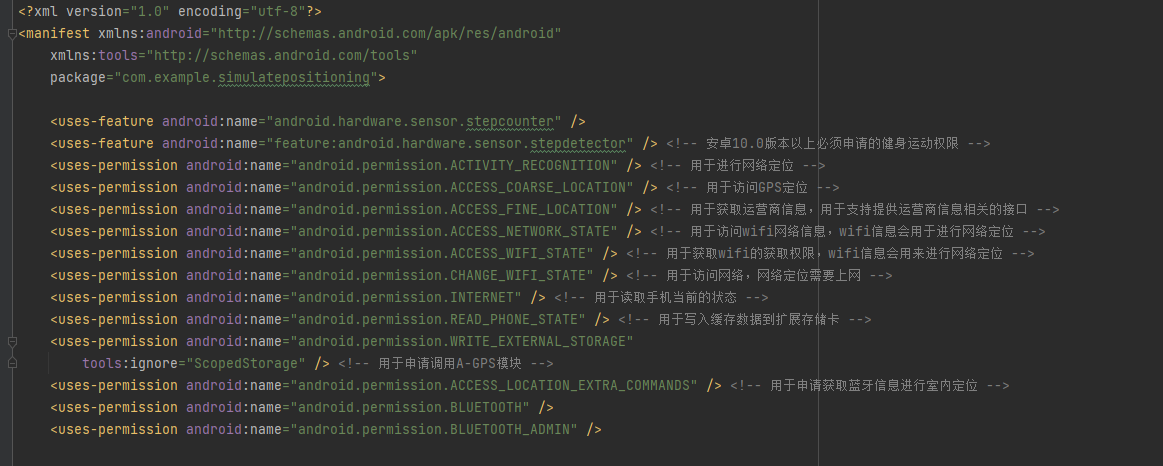 <?xml version="1.0" encoding="utf-8"?>
<manifest xmlns:android="http://schemas.android.com/apk/res/android"
xmlns:tools="http://schemas.android.com/tools"
package="com.example.simulatepositioning">
<uses-feature android:name="android.hardware.sensor.stepcounter" />
<uses-feature android:name="feature:android.hardware.sensor.stepdetector" /> <!-- 安卓10.0版本以上必须申请的健身运动权限 -->
<uses-permission android:name="android.permission.ACTIVITY_RECOGNITION" /> <!-- 用于进行网络定位 -->
<uses-permission android:name="android.permission.ACCESS_COARSE_LOCATION" /> <!-- 用于访问GPS定位 -->
<uses-permission android:name="android.permission.ACCESS_FINE_LOCATION" /> <!-- 用于获取运营商信息，用于支持提供运营商信息相关的接口 -->
<uses-permission android:name="android.permission.ACCESS_NETWORK_STATE" /> <!-- 用于访问wifi网络信息，wifi信息会用于进行网络定位 -->
<uses-permission android:name="android.permission.ACCESS_WIFI_STATE" /> <!-- 用于获取wifi的获取权限，wifi信息会用来进行网络定位 -->
<uses-permission android:name="android.permission.CHANGE_WIFI_STATE" /> <!-- 用于访问网络，网络定位需要上网 -->
<uses-permission android:name="android.permission.INTERNET" /> <!-- 用于读取手机当前的状态 -->
<uses-permission android:name="android.permission.READ_PHONE_STATE" /> <!-- 用于写入缓存数据到扩展存储卡 -->
<uses-permission android:name="android.permission.WRITE_EXTERNAL_STORAGE"
tools:ignore="ScopedStorage" /> <!-- 用于申请调用A-GPS模块 -->
<uses-permission android:name="android.permission.ACCESS_LOCATION_EXTRA_COMMANDS" /> <!-- 用于申请获取蓝牙信息进行室内定位 -->
<uses-permission android:name="android.permission.BLUETOOTH" />
<uses-permission android:name="android.permission.BLUETOOTH_ADMIN" />